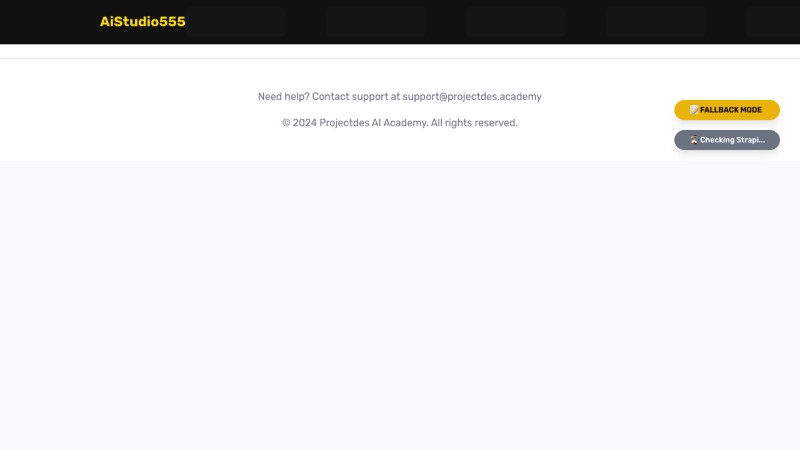 AiStudio555
Need help? Contact support at support@projectdes.academy
© 2024 Projectdes AI Academy. All rights reserved.
📝 FALLBACK MODE
⏳ Checking Strapi...